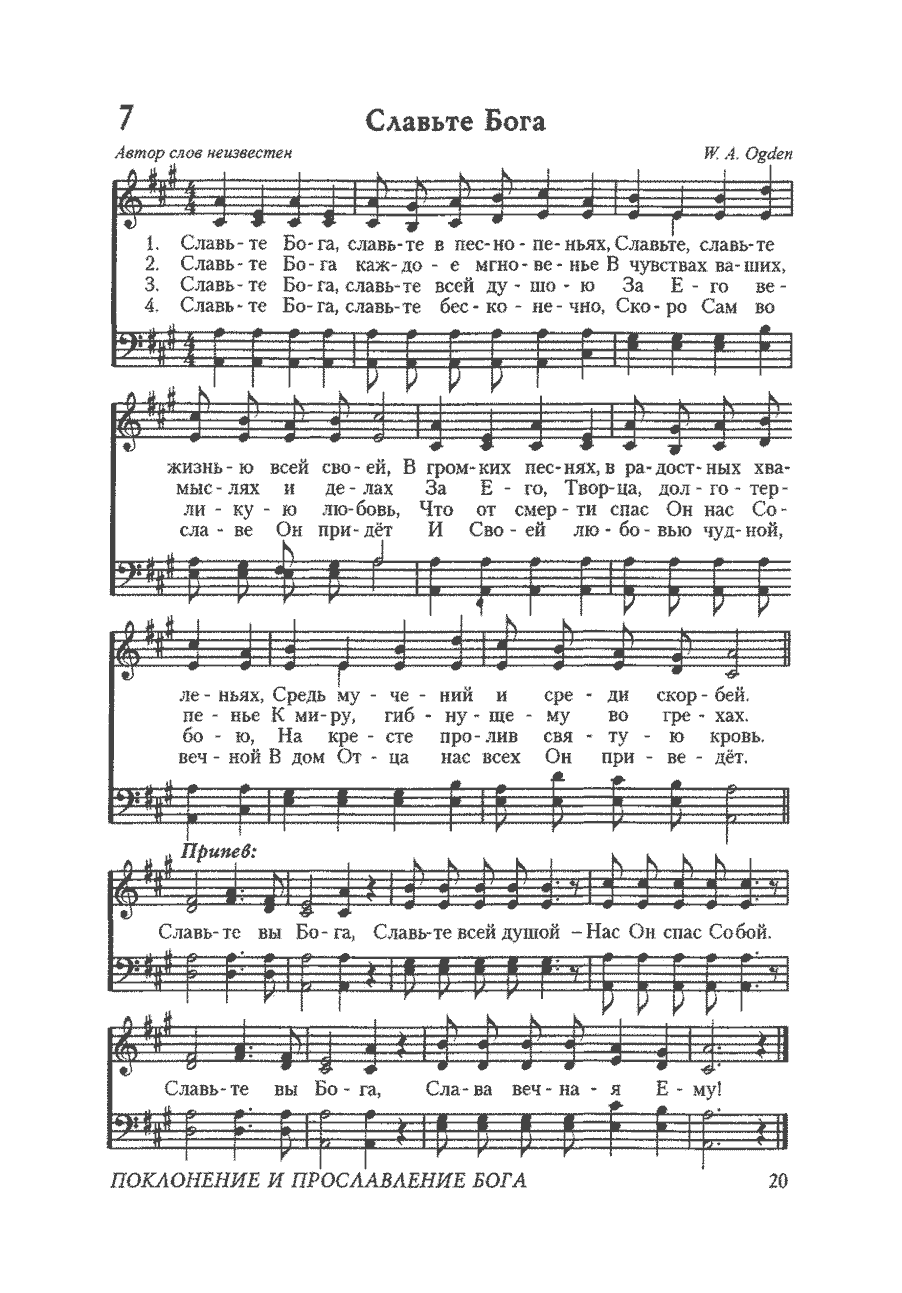 7
Славьте Бога
Автор слов неизвестен W. A. Ogden
1. Славь-те Бо-га, славь-те в пес-но-пе-ньях, Славьте, славь-те
2. Славь-те Бо-га каж-до-е мгно-ве-нье В чувствах ва-ших,
3. Славь-те Бо-га, славь-те всей ду-шо-ю За Е-го ве-
4. Славь-те Бо-га, славь-те бес-ко-не-чно, Ско-ро Сам во
жизнь-ю всей сво-ей, В гром-ких пес-нях, в ра-дост-ных хва-
мыс-лях и де-лах За Е-го, Твор-ца, дол-го-тер-
ли-ку-ю лю-бовь, Что от смер-ти спас Он нас Со-
сла-ве Он при-дёт И Сво-ей лю-бо-вью чуд-ной,
ле-ньях, Средь му-че-ний и сре-ди скор-бей.
пе-нье К ми-ру, гиб-ну-ще-му во гре-хах.
бо-ю, На кре-сте про-лив свя-ту-ю кровь.
веч-ной В дом От-ца нас всех Он при-ве-дёт.
Припев:
Славь-те вы Бо-га, Славь-те всей душой – Нас Он спас Собой.
Славь-те вы Бо-га, Сла-ва веч-на-я Е-му!
ПОКЛОНЕНИЕ И ПРОСЛАВЛЕНИЕ БОГА 20